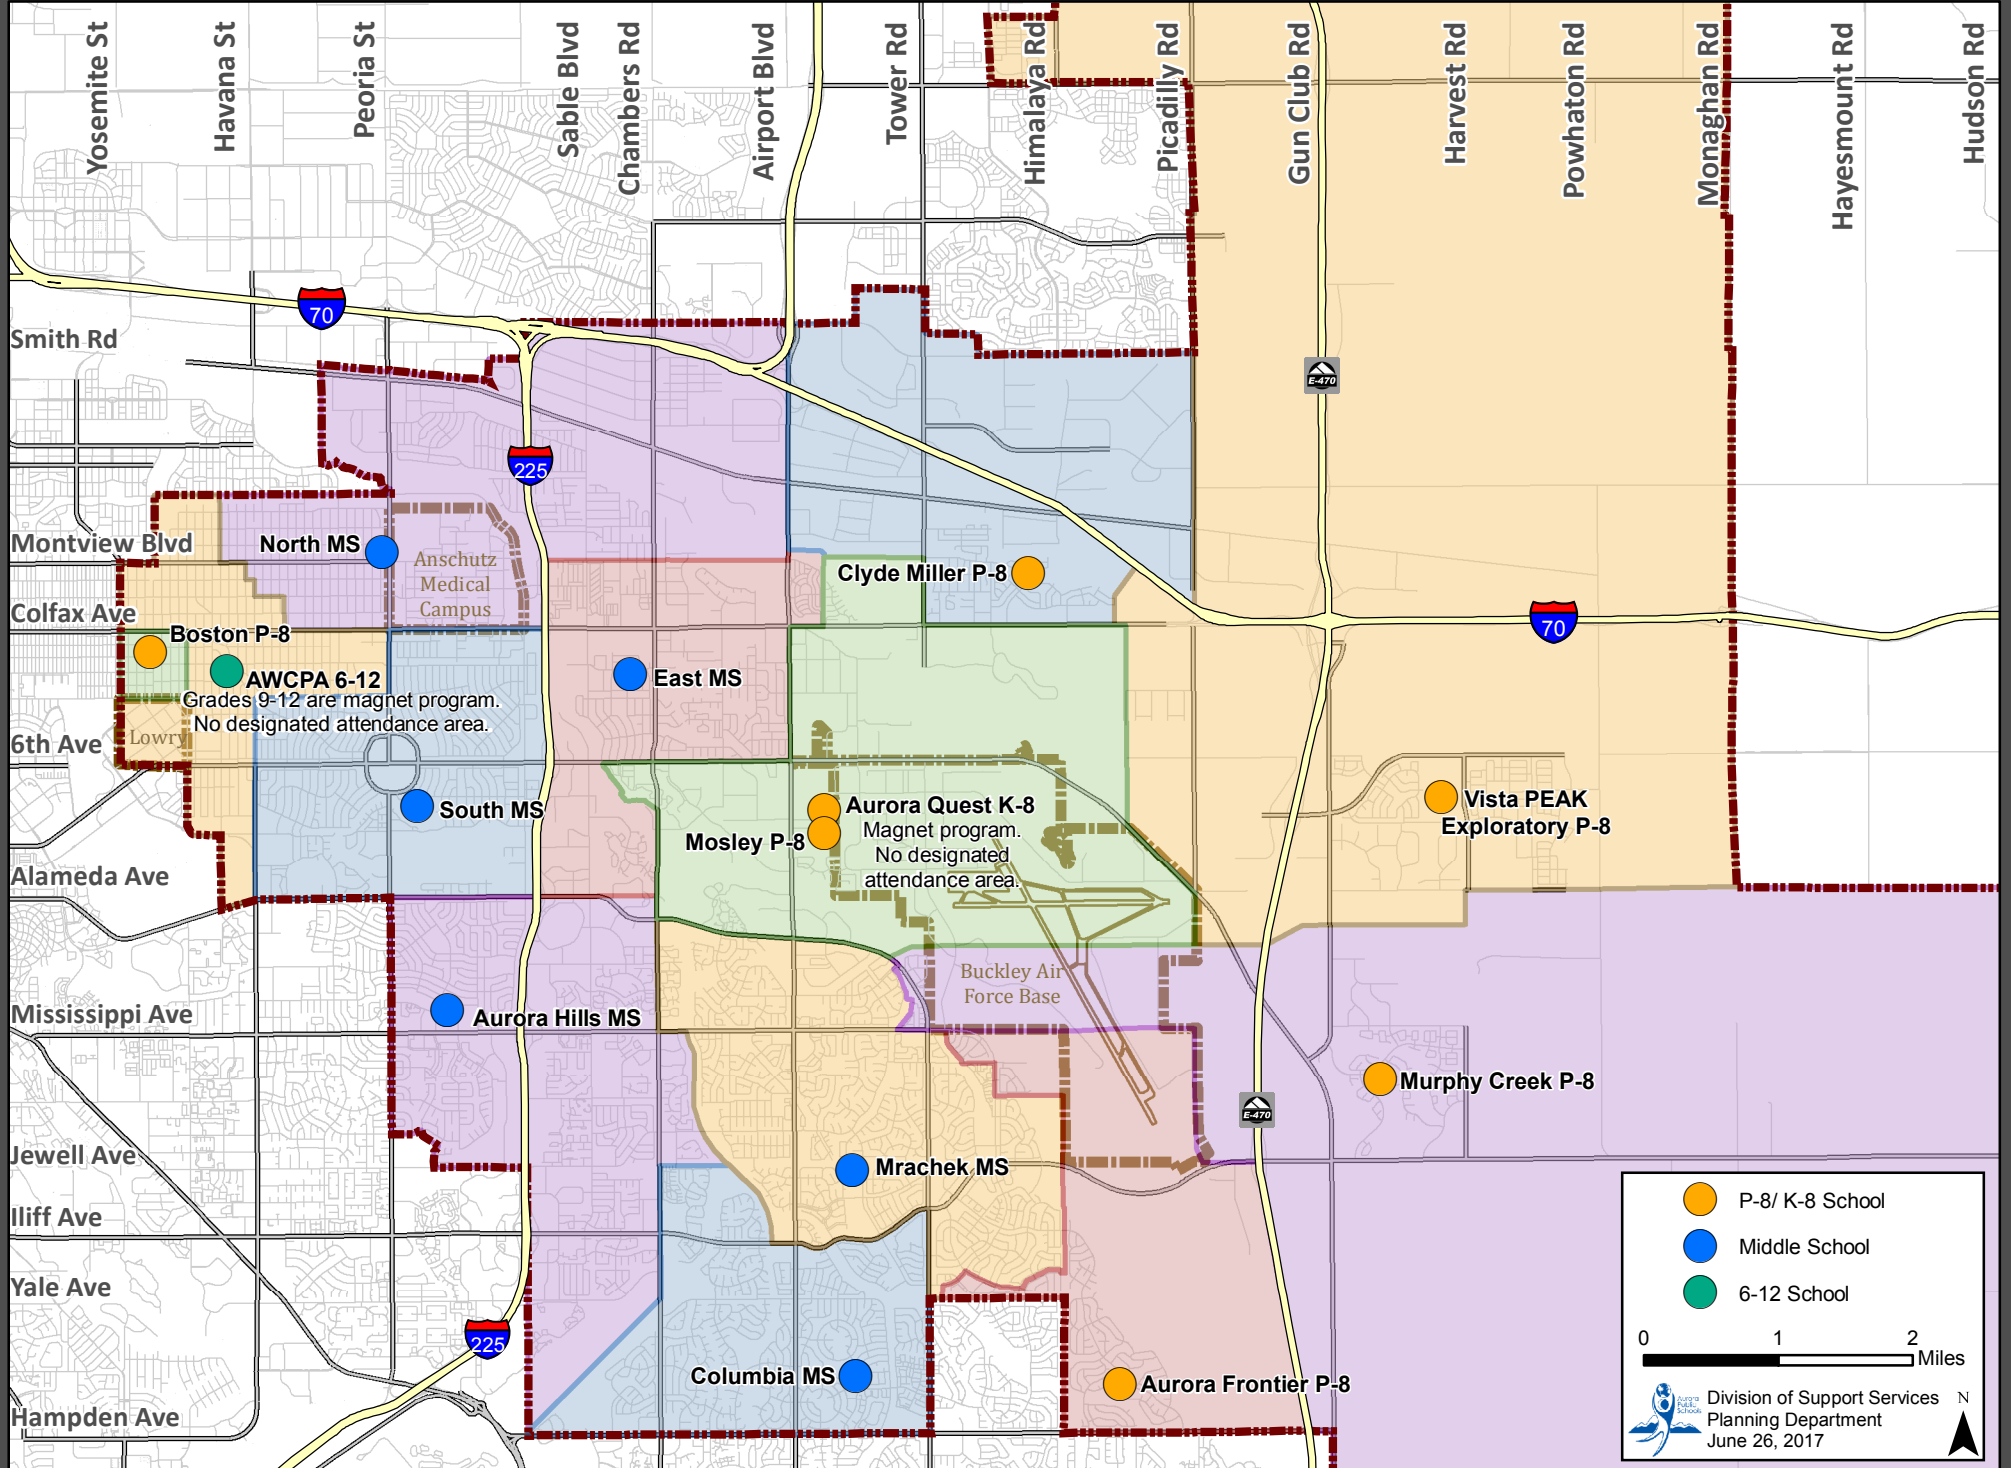 Yosemite St
Havana St
Peoria St
Sable Blvd
Chambers Rd
Airport Blvd
Tower Rd
Himalaya Rd
Picadilly Rd
Gun Club Rd
Harvest Rd
Powhaton Rd
Monaghan Rd
Hayesmount Rd
Hudson Rd
70
Smith Rd
E-470
225
Montview Blvd
North MS
Anschutz
Medical
Campus
Clyde Miller P-8
Colfax Ave
70
Boston P-8
AWCPA 6-12
Grades 9-12 are magnet program.
No designated attendance area.
East MS
Lowry
6th Ave
South MS
Aurora Quest K-8
Magnet program.
No designated
attendance area.
Mosley P-8
Vista PEAK
Exploratory P-8
Alameda Ave
Buckley Air
Force Base
Mississippi Ave
Aurora Hills MS
Murphy Creek P-8
E-470
Jewell Ave
Mrachek MS
Iliff Ave
Yale Ave
225
Columbia MS
Aurora Frontier P-8
Hampden Ave
P-8/ K-8 School
Middle School
6-12 School
0 1 2
Miles
Aurora
Public
Schools
Division of Support Services
Planning Department
June 26, 2017
N